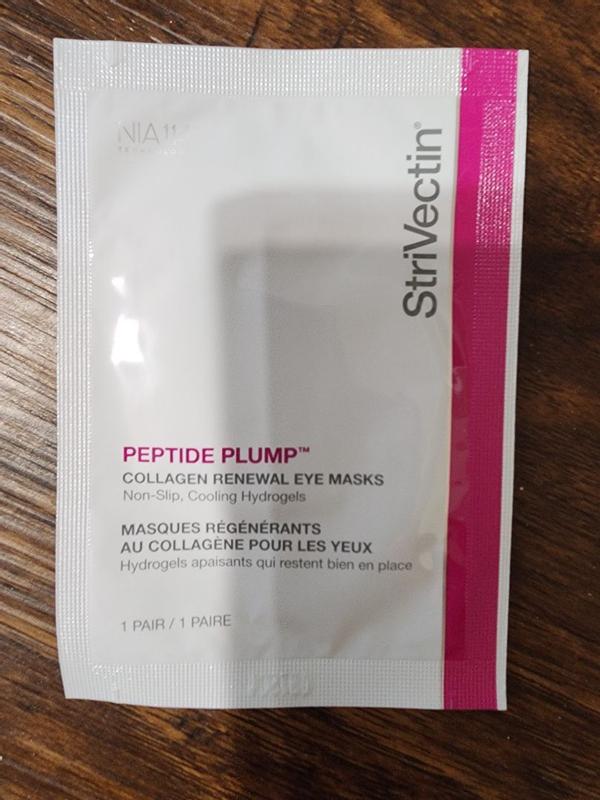 NIA
StriVectin®
PEPTIDE PLUMP™
COLLAGEN RENEWAL EYE MASKS
Non-Slip, Cooling Hydrogels
MASQUES RÉGÉNÉRANTS
AU COLLAGÈNE POUR LES YEUX
Hydrogels apaisants qui restent bien en place
1 PAIR / 1 PAIRE